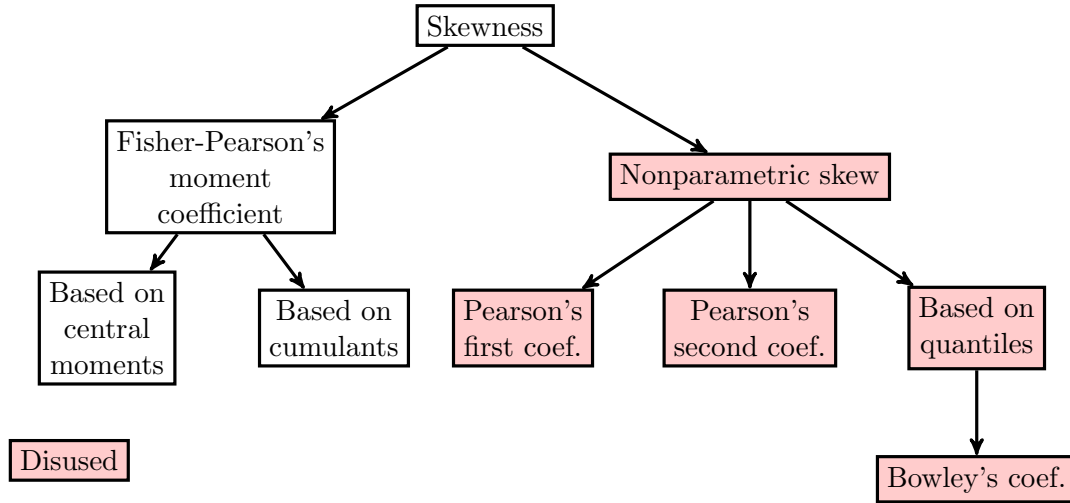 Skewness
Fisher-Pearson's
moment
coefficient
Nonparametric skew
Based on
central
moments
Based on
cumulants
Pearson's
first coef.
Pearson's
second coef.
Based on
quantiles
Disused
Bowley's coef.